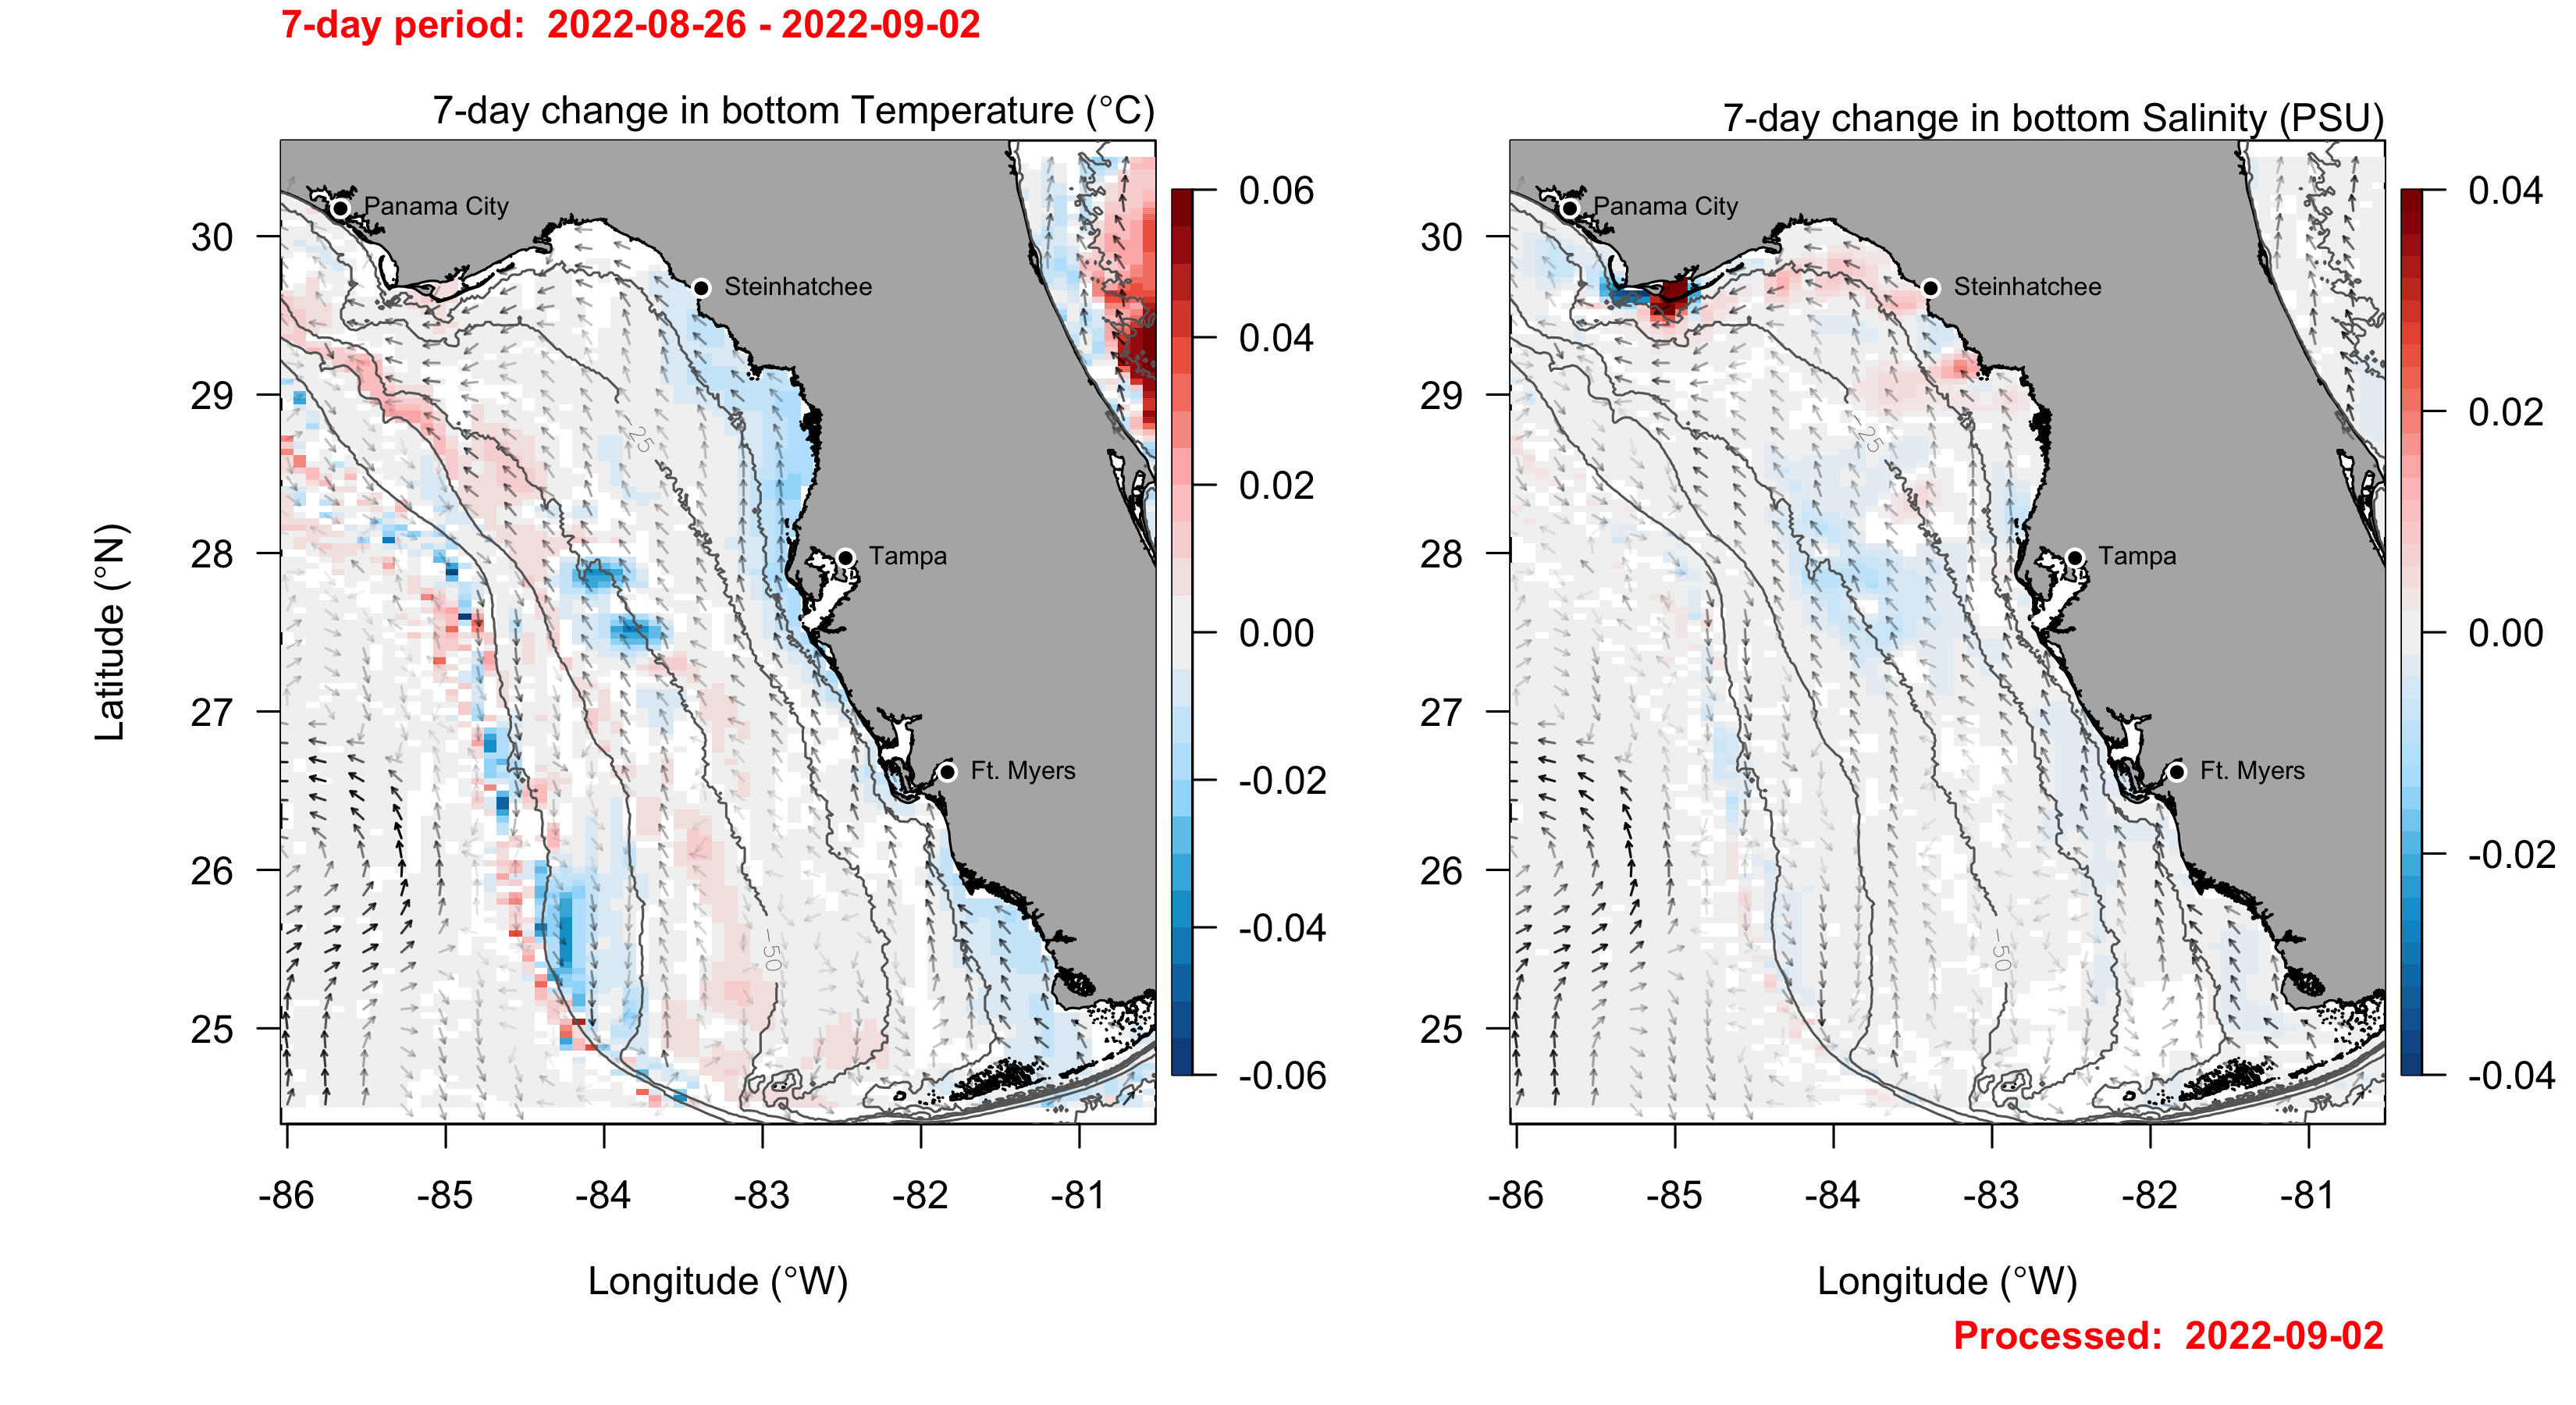 7-day period:  2022-08-26 - 2022-09-02
7-day change in bottom Temperature (°C)
7-day change in bottom Salinity (PSU)
Latitude (°N)
30
29
28
27
26
25
-86 -85 -84 -83 -82 -81
Longitude (°W)
Panama City
Steinhatchee
Tampa
Ft. Myers
-25
-50
0.06
0.04
0.02
0.00
-0.02
-0.04
-0.06
30
29
28
27
26
25
-86 -85 -84 -83 -82 -81
Longitude (°W)
Panama City
Steinhatchee
Tampa
Ft. Myers
-25
-50
0.04
0.02
0.00
-0.02
-0.04
Processed:  2022-09-02